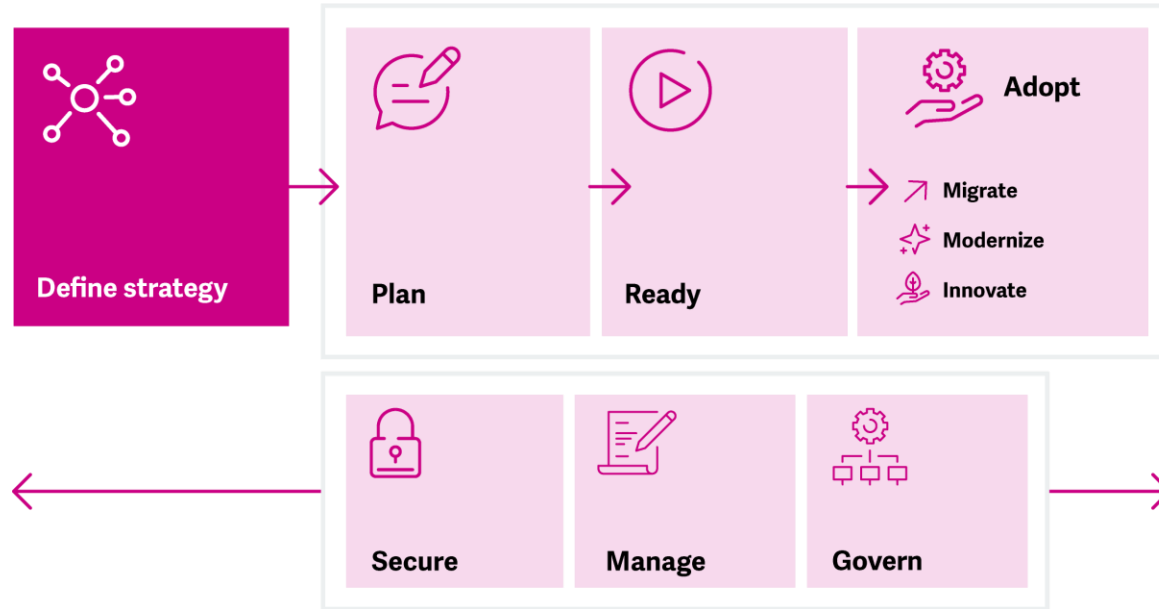 Adopt
Migrate
Modernize
Innovate
Define strategy
Plan
Ready
Secure
Manage
Govern